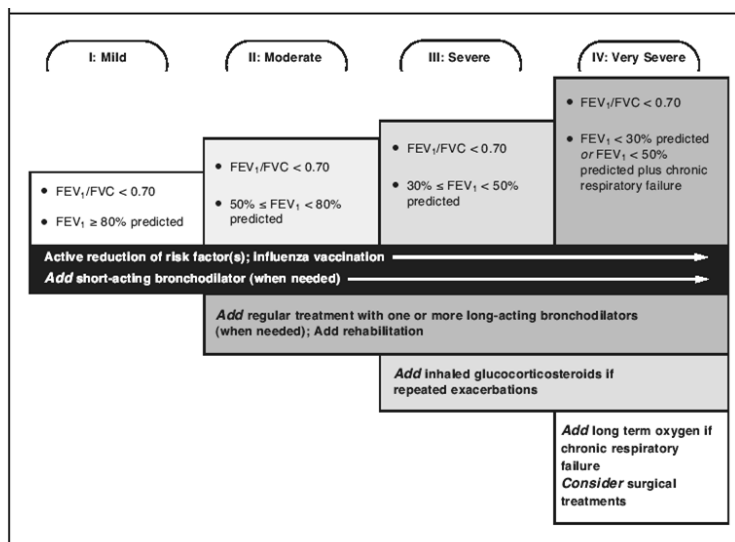 I: Mild
II: Moderate
III: Severe
IV: Very Severe
• FEV₁/FVC < 0.70
• FEV₁ ≥ 80% predicted
• FEV₁/FVC < 0.70
• 50% ≤ FEV₁ < 80%
predicted
• FEV₁/FVC < 0.70
• 30% ≤ FEV₁ < 50%
predicted
• FEV₁/FVC < 0.70
• FEV₁ < 30% predicted
or FEV₁ < 50%
predicted plus chronic
respiratory failure
Active reduction of risk factor(s); Influenza vaccination
Add short-acting bronchodilator (when needed)
Add regular treatment with one or more long-acting bronchodilators
(when needed); Add rehabilitation
Add inhaled glucocorticosteroids if
repeated exacerbations
Add long term oxygen if
chronic respiratory
failure
Consider surgical
treatments